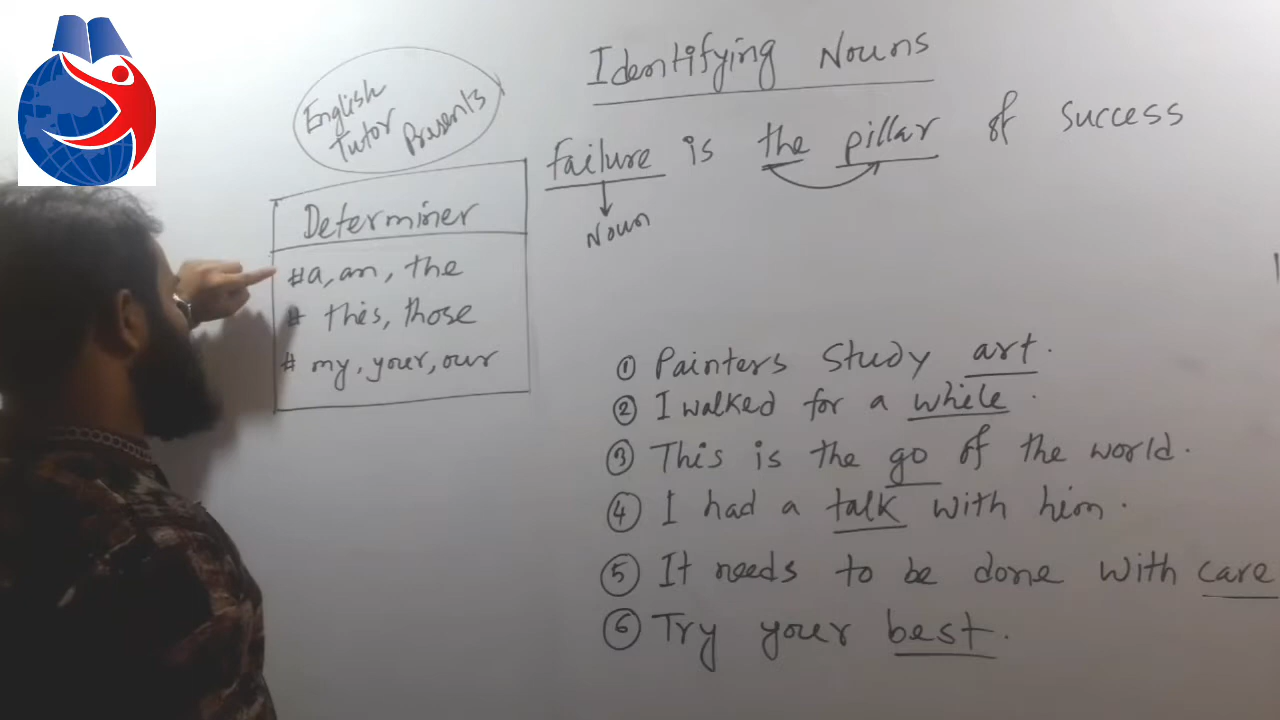 English
Tutor
Presents
Identifying Nouns
failure is the pillar of success
Noun
Determiner
#a, an, the
# this, those
# my, your, our
① Painters study art.
② I walked for a while.
③ This is the go of the world.
④ I had a talk with him.
⑤ It needs to be done with care
⑥ Try your best.